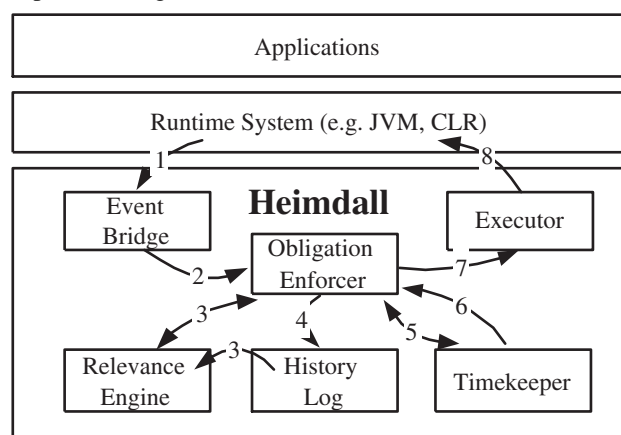 Applications
Runtime System (e.g. JVM, CLR)
1
8
Heimdall
Event
Bridge
Executor
Obligation
Enforcer
2
7
3
4
5
6
3
Relevance
Engine
History
Log
Timekeeper